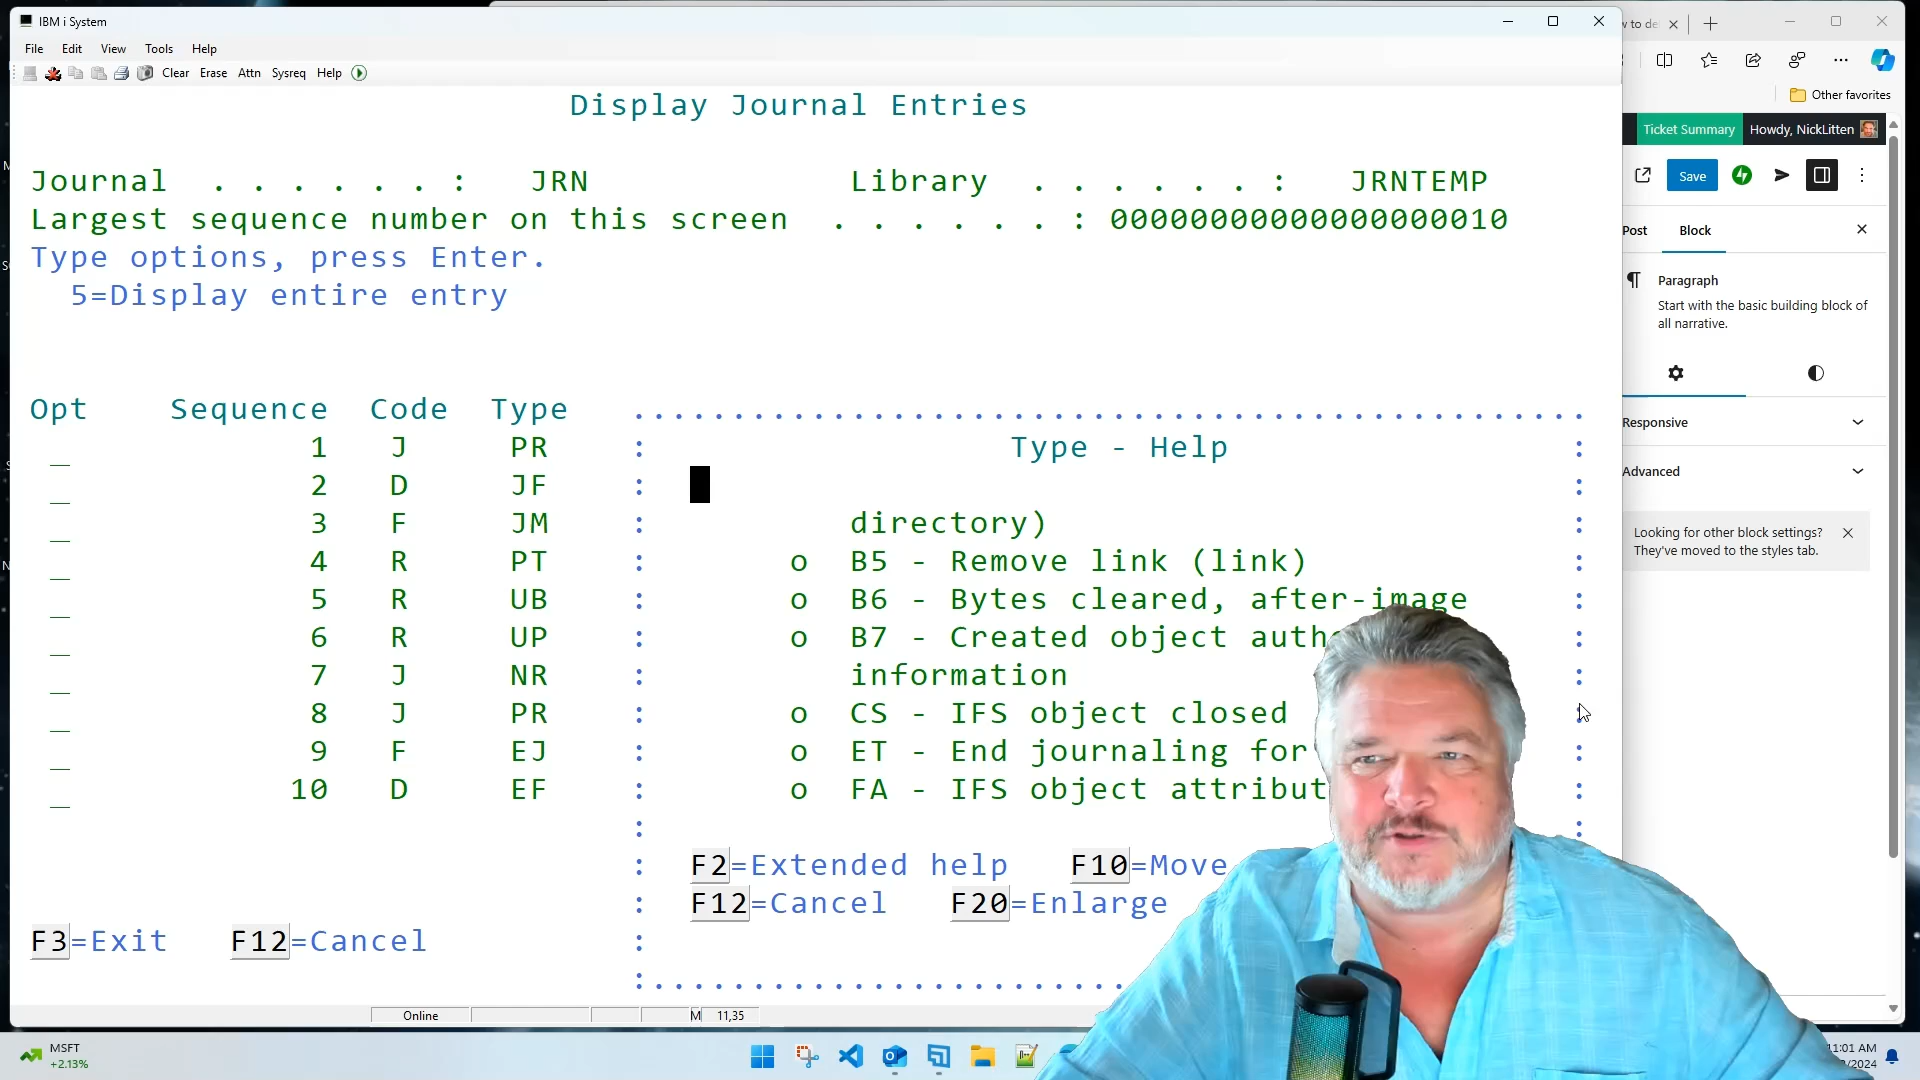 IBM i System
File Edit View Tools Help
Clear Erase Attn Sysreq Help
Display Journal Entries
Journal . . . . . . : JRN Library . . . . . . : JRNTEMP
Largest sequence number on this screen . . . . . . : 00000000000000000010
Type options, press Enter.
5=Display entire entry
Opt Sequence Code Type
1 J PR
2 D JF
3 F JM
4 R PT
5 R UB
6 R UP
7 J NR
8 J PR
9 F EJ
10 D EF
Type - Help
directory)
o B5 - Remove link (link)
o B6 - Bytes cleared, after-image
o B7 - Created object
information
o CS - IFS object closed
o ET - End journaling for
o FA - IFS object
F2=Extended help F10=Move
F12=Cancel F20=Enlarge
F3=Exit F12=Cancel
Online M 11,35
to de
Other favorites
Ticket Summary Howdy, NickLitten
Save
Post Block
Paragraph
Start with the basic building block of
all narrative.
Responsive
Advanced
Looking for other block settings?
They've moved to the styles tab.
MSFT
+2.13%
:01 AM
/2024